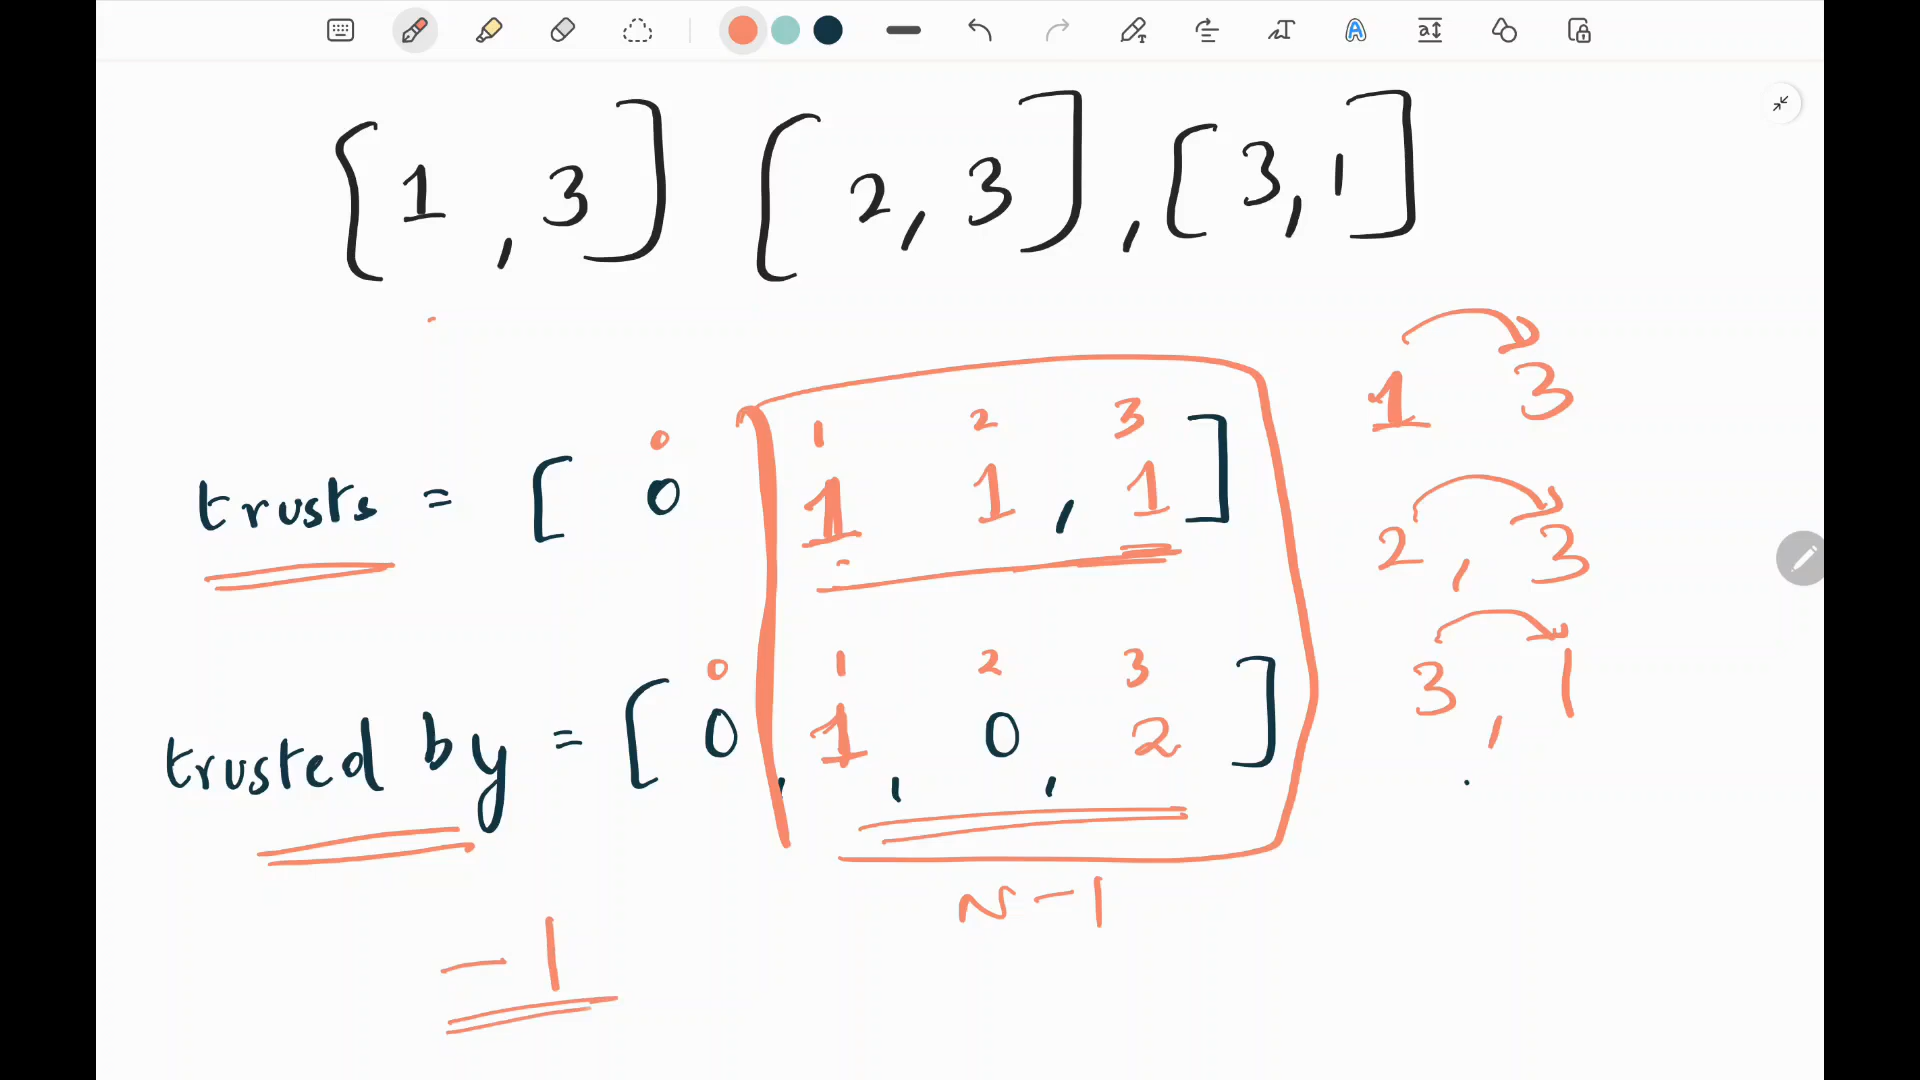 [1, 3] [2, 3], [3, 1]
1 3
0 1 2 3
trusts = [ 0 1 1, 1 ]
2, 3
0 1 2 3
3, 1
trusted by = [ 0, 1, 0, 2 ]
N-1
-1